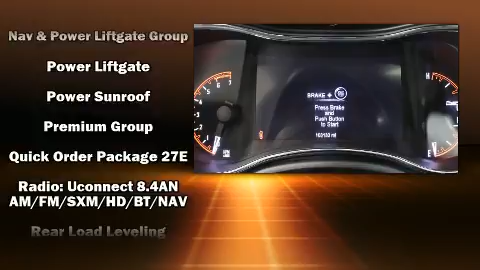 Nav & Power Liftgate Group
Power Liftgate
Power Sunroof
Premium Group
Quick Order Package 27E
Radio: Uconnect 8.4AN
AM/FM/SXM/HD/BT/NAV
Rear Load Leveling
BRAKE +
Press Brake
and
Push Button
to Start